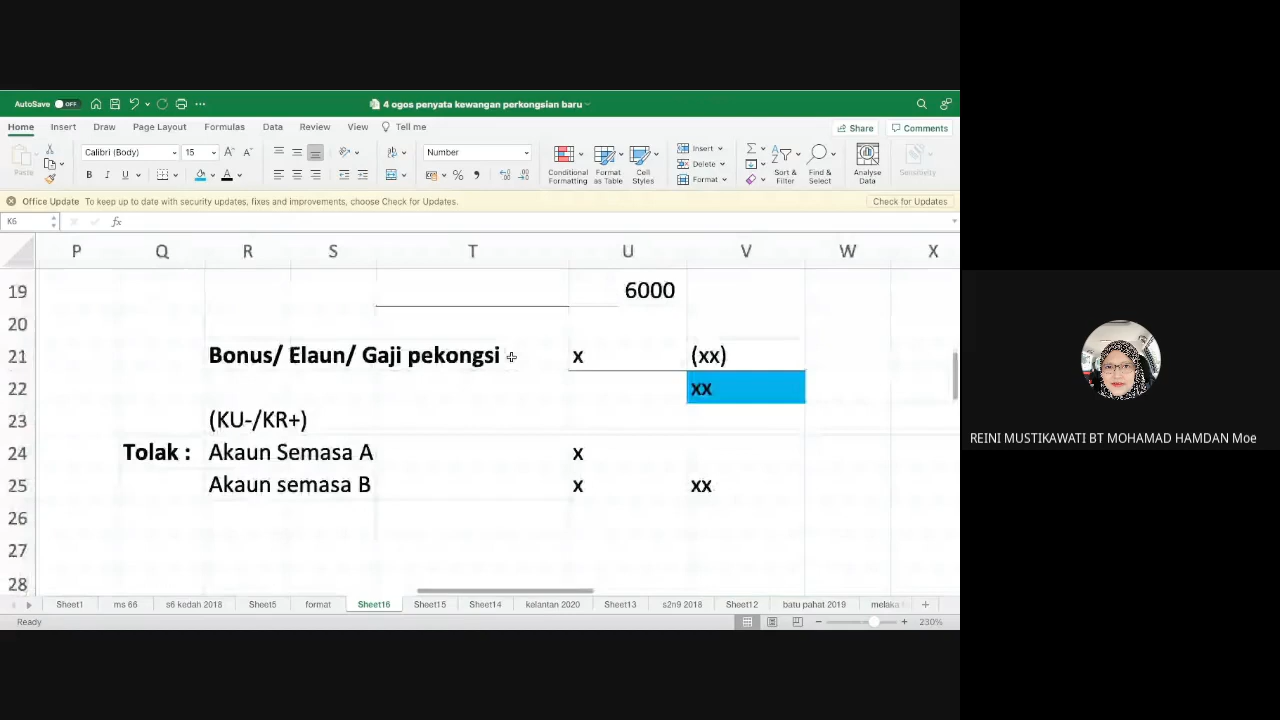 AutoSave OFF
4 ogos penyata kewangan perkongsian baru
Home Insert Draw Page Layout Formulas Data Review View Tell me
Share Comments
Paste
Calibri (Body) 15
B I U
Number
Conditional Formatting
Format as Table
Cell Styles
Insert
Delete
Format
Sort & Filter
Find & Select
Analyse Data
Sensitivity
Office Update To keep up to date with security updates, fixes and improvements, choose Check for Updates.
Check for Updates
K6 fx
P Q R S T U V W X
19 6000
20
21 Bonus/ Elaun/ Gaji pekongsi x (xx)
22 xx
23 (KU-/KR+)
24 Tolak : Akaun Semasa A x
25 Akaun semasa B x xx
26
27
28
Sheet1 ms 66 s6 kedah 2018 Sheet5 format Sheet16 Sheet15 Sheet14 kelantan 2020 Sheet13 s2n9 2018 Sheet12 batu pahat 2019 melaka
Ready
230%
REINI MUSTIKAWATI BT MOHAMAD HAMDAN Moe